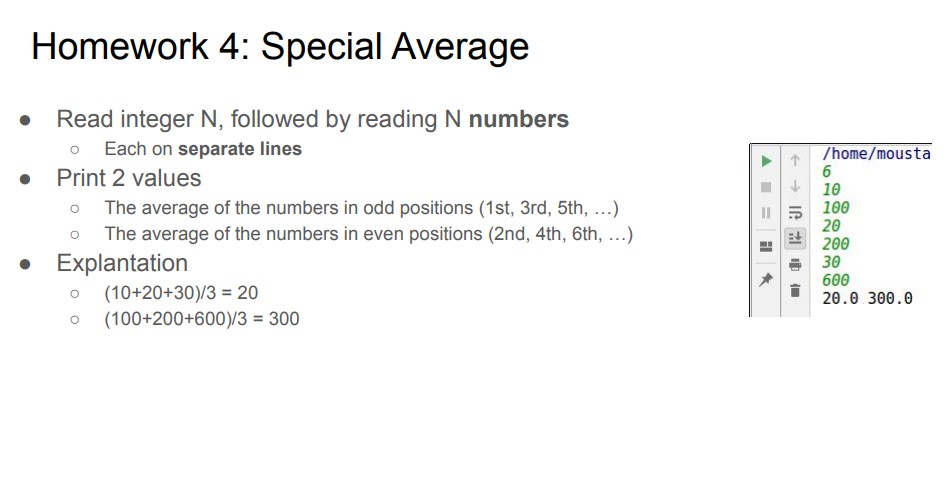 Homework 4: Special Average
● Read integer N, followed by reading N numbers
○ Each on separate lines
● Print 2 values
○ The average of the numbers in odd positions (1st, 3rd, 5th, …)
○ The average of the numbers in even positions (2nd, 4th, 6th, …)
● Explantation
○ (10+20+30)/3 = 20
○ (100+200+600)/3 = 300
/home/mousta
6
10
100
20
200
30
600
20.0 300.0